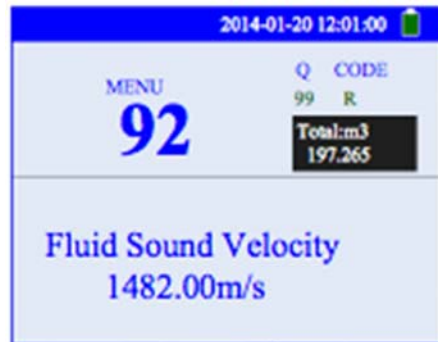 2014-01-20 12:01:00
MENU
92
Q CODE
99 R
Total:m3
197.265
Fluid Sound Velocity
1482.00m/s